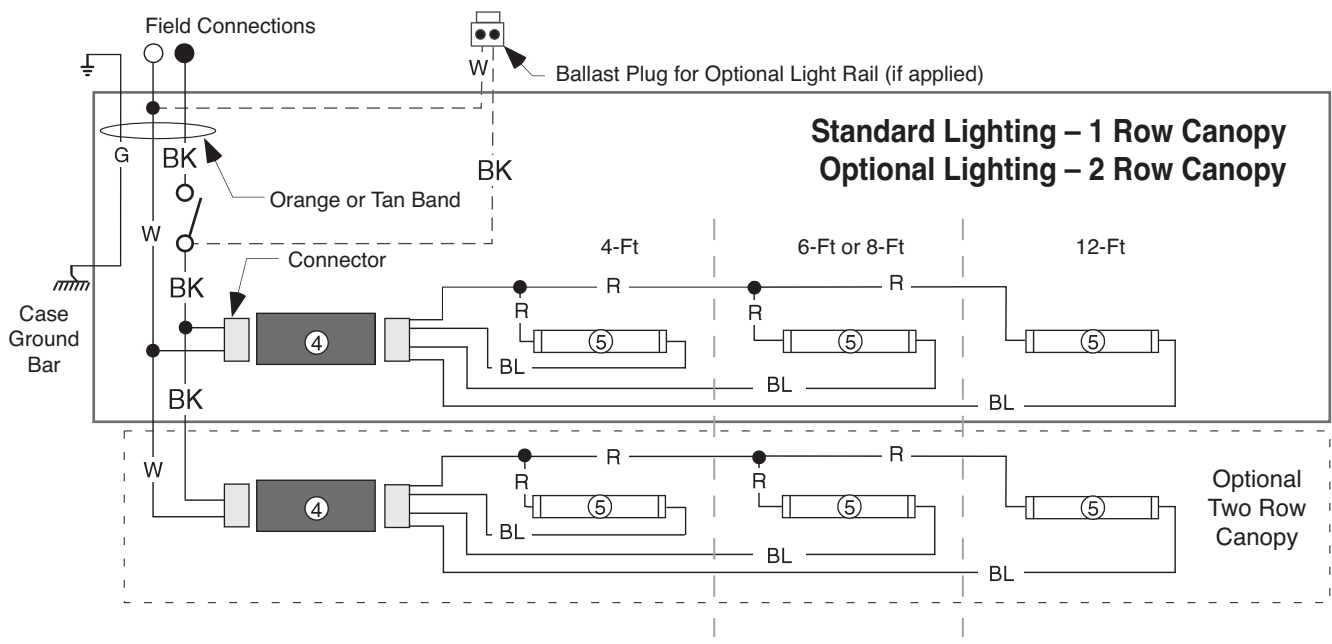 Field Connections
W
Ballast Plug for Optional Light Rail (if applied)
Standard Lighting – 1 Row Canopy
Optional Lighting – 2 Row Canopy
G
BK
BK
Orange or Tan Band
W
4-Ft
6-Ft or 8-Ft
12-Ft
Connector
BK
R
R
Case
Ground
Bar
R
R
4
5
5
5
BL
BL
BL
BK
W
R
R
R
R
4
5
5
5
BL
BL
BL
Optional
Two Row
Canopy